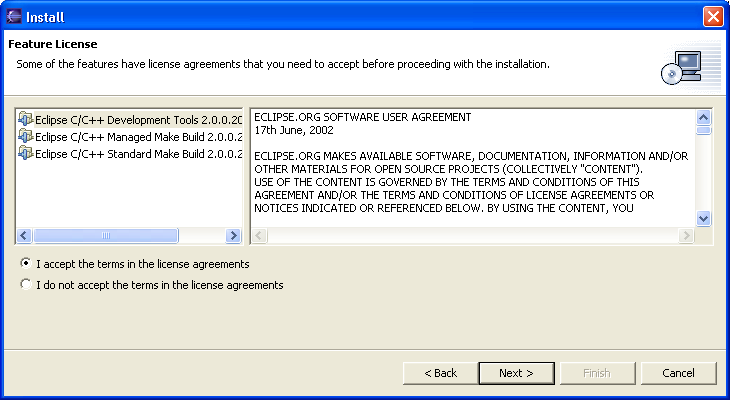 Install
Feature License
Some of the features have license agreements that you need to accept before proceeding with the installation.
Eclipse C/C++ Development Tools 2.0.0.20
Eclipse C/C++ Managed Make Build 2.0.0.2
Eclipse C/C++ Standard Make Build 2.0.0.2
ECLIPSE.ORG SOFTWARE USER AGREEMENT
17th June, 2002
ECLIPSE.ORG MAKES AVAILABLE SOFTWARE, DOCUMENTATION, INFORMATION AND/OR
OTHER MATERIALS FOR OPEN SOURCE PROJECTS (COLLECTIVELY "CONTENT").
USE OF THE CONTENT IS GOVERNED BY THE TERMS AND CONDITIONS OF THIS
AGREEMENT AND/OR THE TERMS AND CONDITIONS OF LICENSE AGREEMENTS OR
NOTICES INDICATED OR REFERENCED BELOW. BY USING THE CONTENT, YOU
I accept the terms in the license agreements
I do not accept the terms in the license agreements
< Back
Next >
Finish
Cancel